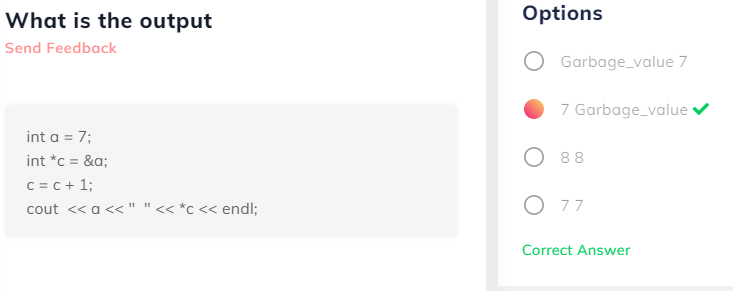 What is the output
Send Feedback
int a = 7;
int *c = &a;
c = c + 1;
cout  << a << "  " << *c << endl;
Options
Garbage_value 7
7 Garbage_value
8 8
7 7
Correct Answer